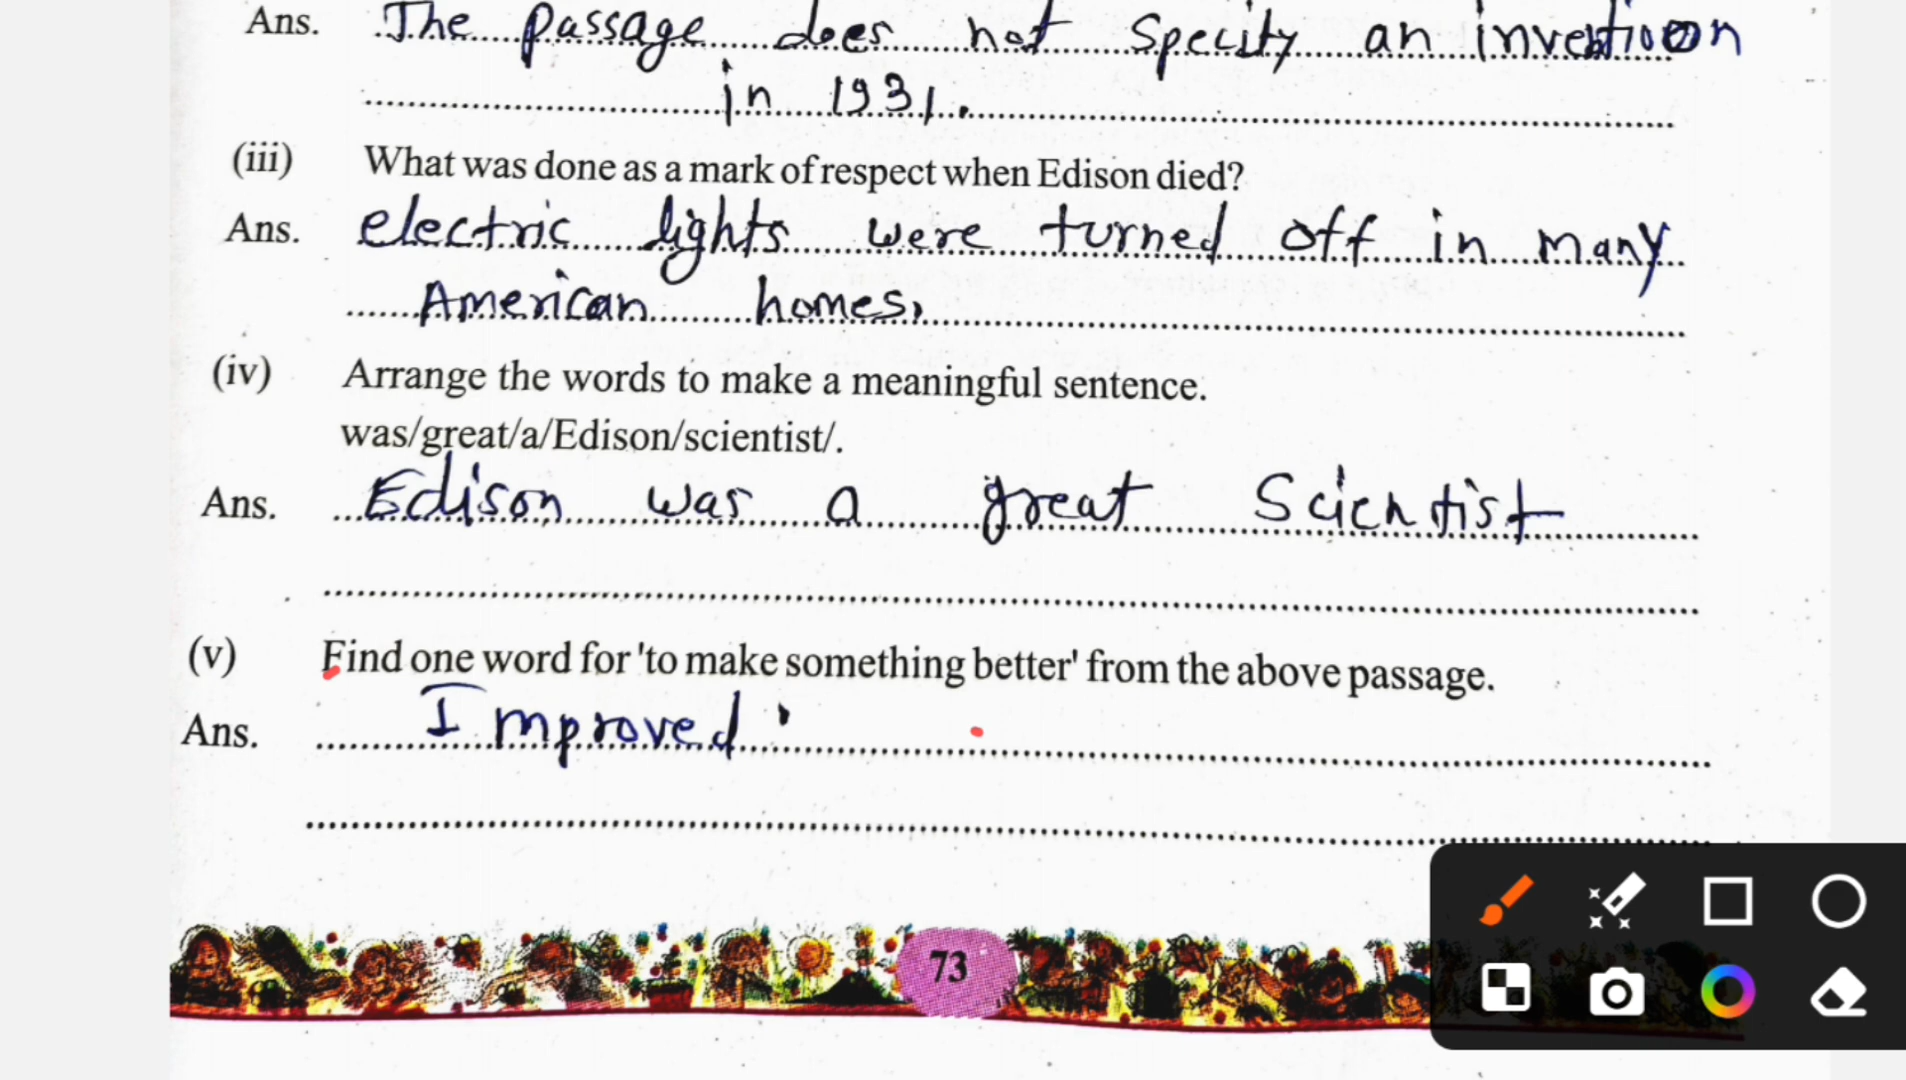 Ans. The passage does not specity an invention
in 1931.
(iii) What was done as a mark of respect when Edison died?
Ans. electric lights were turned off in many
American homes,
(iv) Arrange the words to make a meaningful sentence.
was/great/a/Edison/scientist/.
Ans. Edison was a great Scientist
(v) Find one word for 'to make something better' from the above passage.
Ans. Improved
73